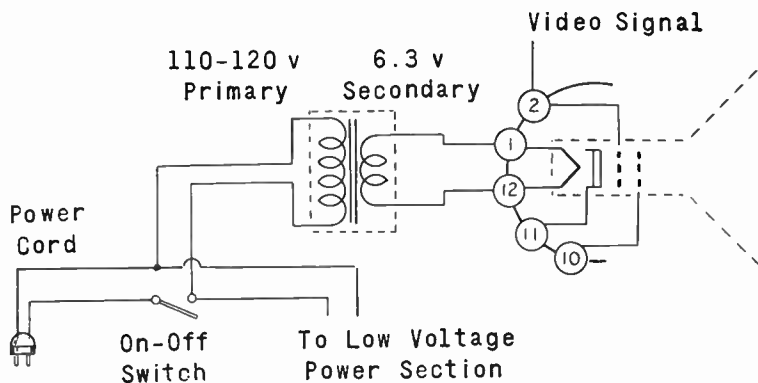 Video Signal
110-120 v
Primary
6.3 v
Secondary
2
1
12
11
10
Power
Cord
On-Off
Switch
To Low Voltage
Power Section